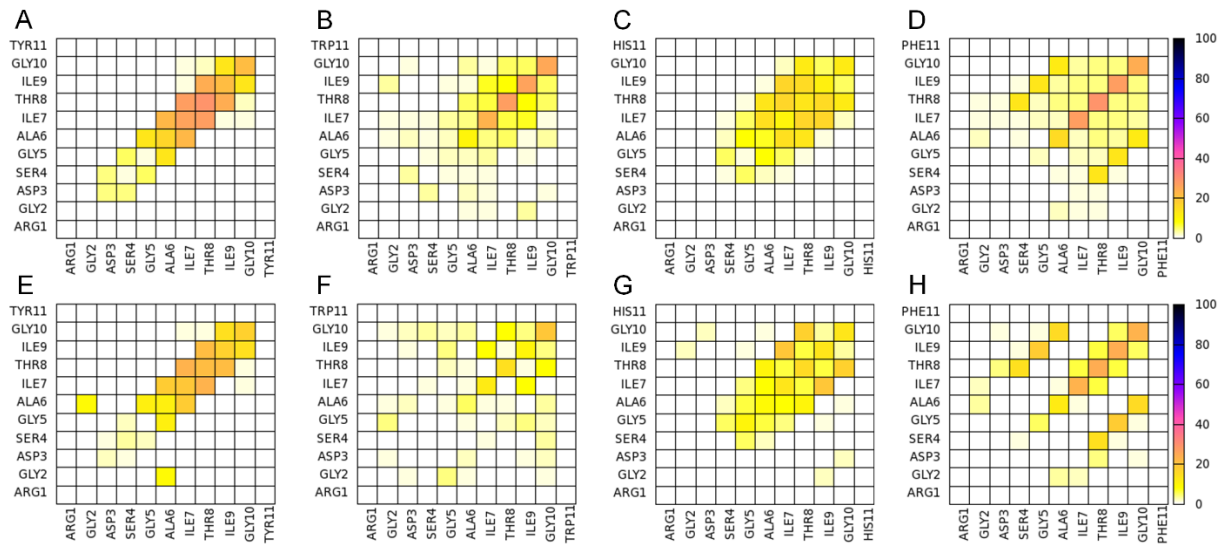 A B C D
TYR11 TRP11 HIS11 PHE11 100
GLY10 GLY10 GLY10 GLY10
ILE9 ILE9 ILE9 ILE9 80
THR8 THR8 THR8 THR8
ILE7 ILE7 ILE7 ILE7 60
ALA6 ALA6 ALA6 ALA6
GLY5 GLY5 GLY5 GLY5 40
SER4 SER4 SER4 SER4
ASP3 ASP3 ASP3 ASP3 20
GLY2 GLY2 GLY2 GLY2
ARG1 ARG1 ARG1 ARG1 0
ARG1 GLY2 ASP3 SER4 GLY5 ALA6 ILE7 THR8 ILE9 GLY10 TYR11 ARG1 GLY2 ASP3 SER4 GLY5 ALA6 ILE7 THR8 ILE9 GLY10 TRP11 ARG1 GLY2 ASP3 SER4 GLY5 ALA6 ILE7 THR8 ILE9 GLY10 HIS11 ARG1 GLY2 ASP3 SER4 GLY5 ALA6 ILE7 THR8 ILE9 GLY10 PHE11
E F G H
TYR11 TRP11 HIS11 PHE11 100
GLY10 GLY10 GLY10 GLY10
ILE9 ILE9 ILE9 ILE9 80
THR8 THR8 THR8 THR8
ILE7 ILE7 ILE7 ILE7 60
ALA6 ALA6 ALA6 ALA6
GLY5 GLY5 GLY5 GLY5 40
SER4 SER4 SER4 SER4
ASP3 ASP3 ASP3 ASP3 20
GLY2 GLY2 GLY2 GLY2
ARG1 ARG1 ARG1 ARG1 0
ARG1 GLY2 ASP3 SER4 GLY5 ALA6 ILE7 THR8 ILE9 GLY10 TYR11 ARG1 GLY2 ASP3 SER4 GLY5 ALA6 ILE7 THR8 ILE9 GLY10 TRP11 ARG1 GLY2 ASP3 SER4 GLY5 ALA6 ILE7 THR8 ILE9 GLY10 HIS11 ARG1 GLY2 ASP3 SER4 GLY5 ALA6 ILE7 THR8 ILE9 GLY10 PHE11